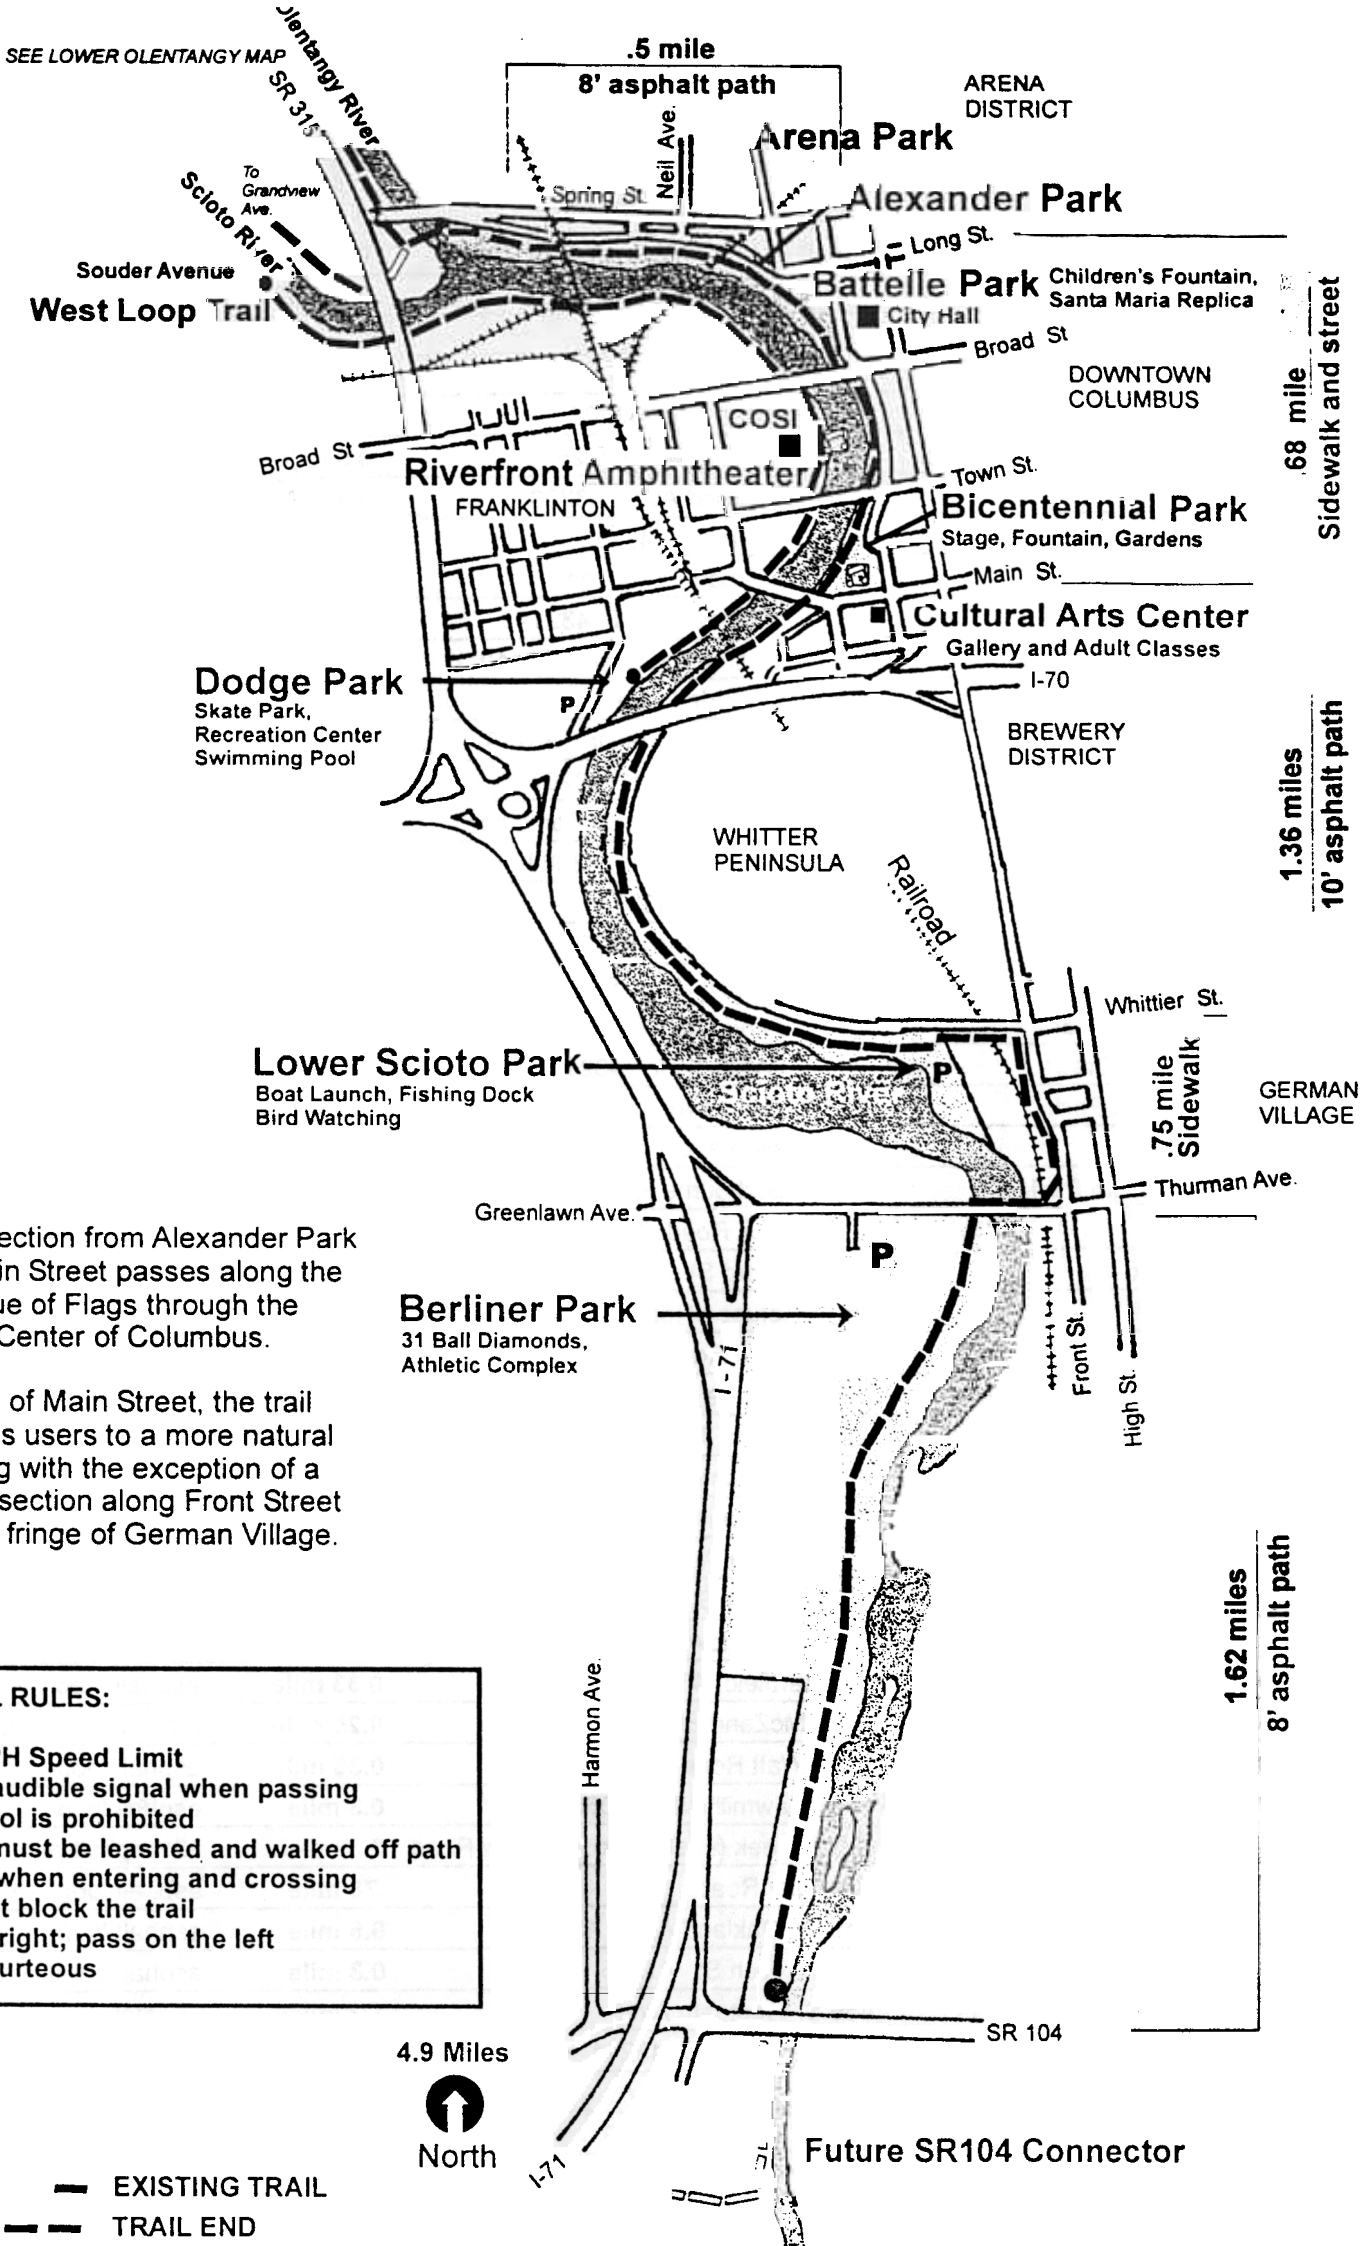 SEE LOWER OLENTANGY MAP
Olentangy River
SR 315
.5 mile
8' asphalt path
ARENA
DISTRICT
Neil Ave.
Arena Park
To
Grandview
Ave.
Scioto River
Spring St.
Alexander Park
Long St.
Souder Avenue
West Loop Trail
Battelle Park
Children's Fountain,
Santa Maria Replica
City Hall
Broad St
DOWNTOWN
COLUMBUS
.68 mile
Sidewalk and street
COSI
Broad St
Riverfront Amphitheater
FRANKLINTON
Town St.
Bicentennial Park
Stage, Fountain, Gardens
Main St.
Cultural Arts Center
Gallery and Adult Classes
Dodge Park
Skate Park,
Recreation Center
Swimming Pool
P
I-70
BREWERY
DISTRICT
1.36 miles
10' asphalt path
WHITTER
PENINSULA
Railroad
Whittier St.
Lower Scioto Park
Boat Launch, Fishing Dock
Bird Watching
P
Scioto River
.75 mile
Sidewalk
GERMAN
VILLAGE
Thurman Ave.
Greenlawn Ave.
P
ection from Alexander Park
in Street passes along the
ue of Flags through the
Center of Columbus.
Berliner Park
31 Ball Diamonds,
Athletic Complex
I-71
Front St.
High St.
of Main Street, the trail
s users to a more natural
g with the exception of a
section along Front Street
fringe of German Village.
1.62 miles
8' asphalt path
Harmon Ave.
L RULES:
PH Speed Limit
audible signal when passing
ol is prohibited
must be leashed and walked off path
when entering and crossing
t block the trail
right; pass on the left
urteous
SR 104
4.9 Miles
North
I-71
Future SR104 Connector
EXISTING TRAIL
TRAIL END